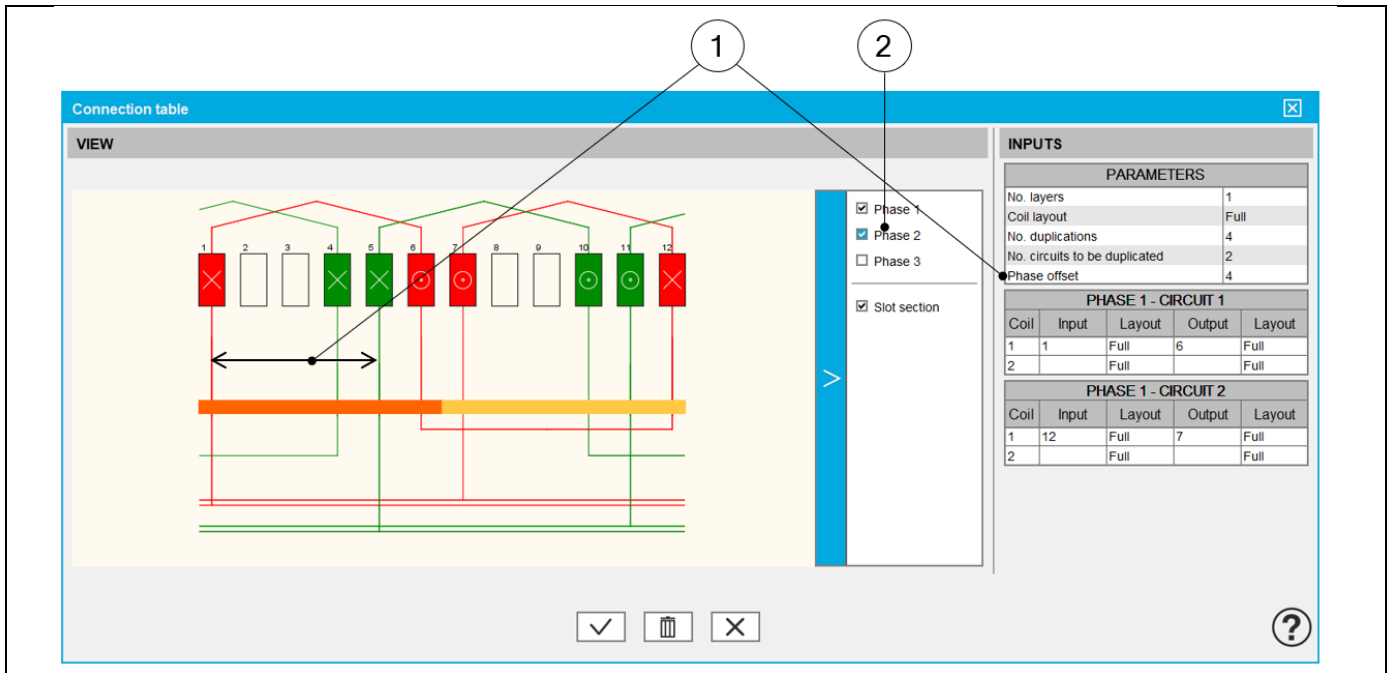 1 2
Connection table
VIEW
INPUTS
1 2 3 4 5 6 7 8 9 10 11 12
Phase 1
Phase 2
Phase 3
Slot section
>
PARAMETERS
No. layers 1
Coil layout Full
No. duplications 4
No. circuits to be duplicated 2
Phase offset 4
PHASE 1 - CIRCUIT 1
Coil Input Layout Output Layout
1 1 Full 6 Full
2 Full Full
PHASE 1 - CIRCUIT 2
Coil Input Layout Output Layout
1 12 Full 7 Full
2 Full Full
?